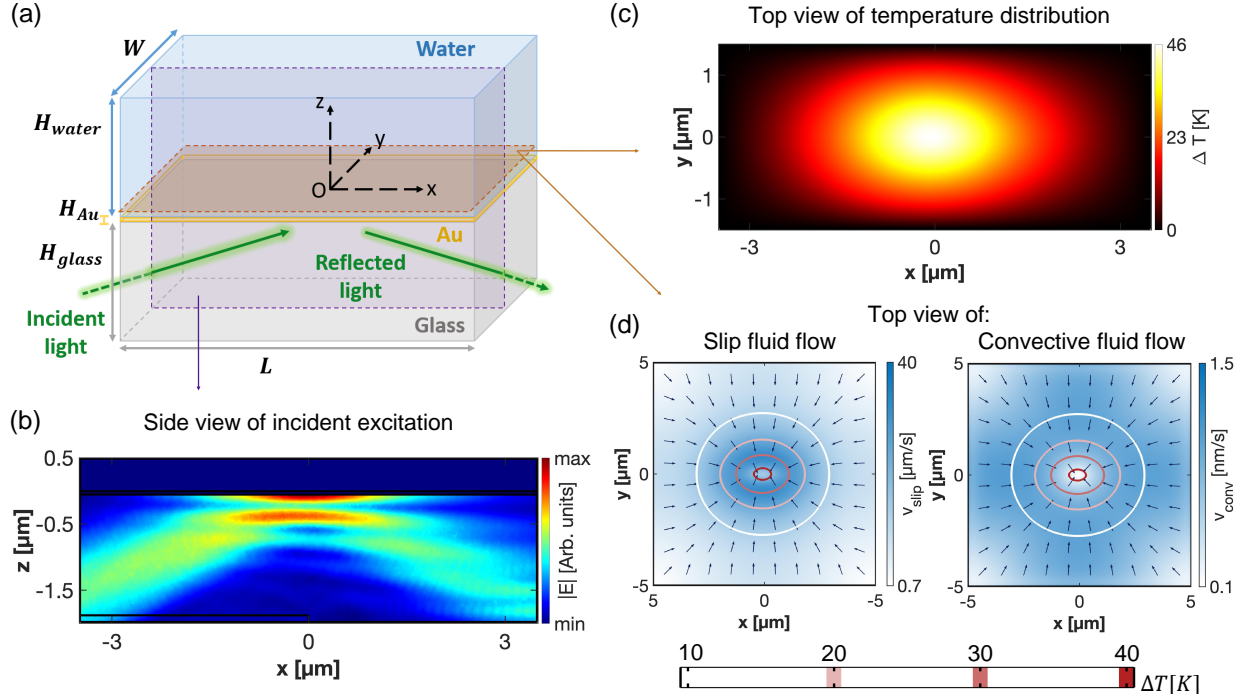 (a)
W
Water
H_water
z
y
O
x
H_Au
Au
H_glass
Reflected
light
Incident
light
Glass
L
(b)
Side view of incident excitation
0.5
-0.5
-1.5
z [µm]
-3
0
3
x [µm]
max
min
|E| [Arb. units]
(c)
Top view of temperature distribution
1
0
-1
y [µm]
-3
0
3
x [µm]
46
23
0
Δ T [K]
(d)
Top view of:
Slip fluid flow
5
0
-5
y [µm]
5
0
-5
x [µm]
40
0.7
v_slip [µm/s]
Convective fluid flow
5
0
-5
y [µm]
-5
0
5
x [µm]
1.5
0.1
v_conv [nm/s]
10
20
30
40
ΔT[K]